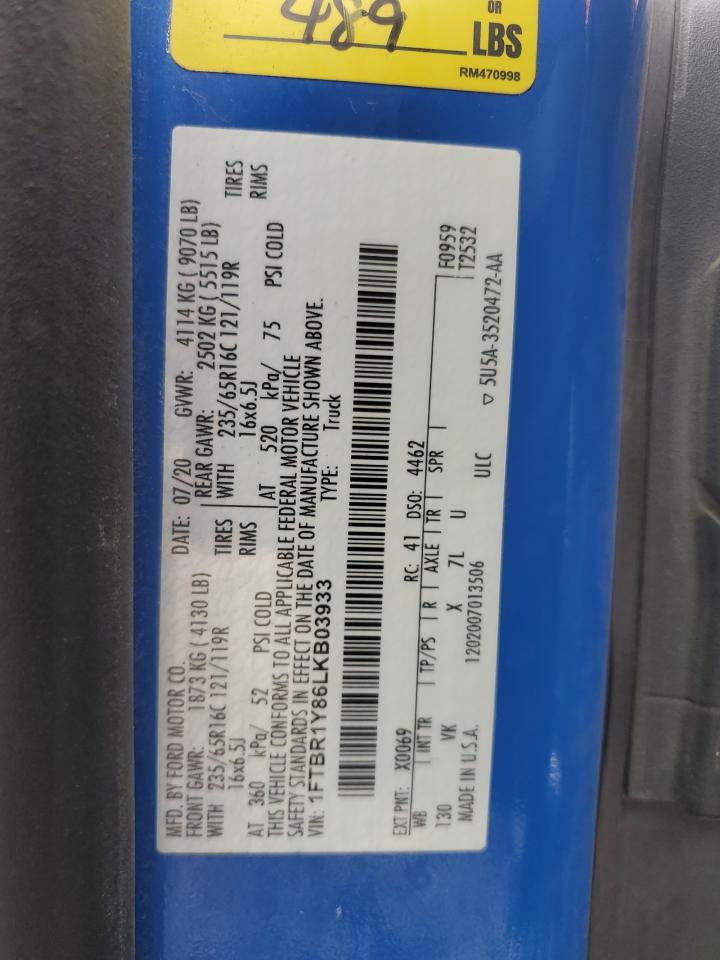 489
OR
LBS
RM470998
MFD. BY FORD MOTOR CO.
DATE: 07/20 GVWR: 4114 KG ( 9070 LB)
FRONT GAWR: 1873 KG ( 4130 LB)
REAR GAWR: 2502 KG ( 5515 LB)
WITH 235/65R16C 121/119R TIRES
WITH 235/65R16C 121/119R TIRES
16x6.5J RIMS
16x6.5J RIMS
AT 360 kPa/ 52 PSI COLD
AT 520 kPa/ 75 PSI COLD
THIS VEHICLE CONFORMS TO ALL APPLICABLE FEDERAL MOTOR VEHICLE
SAFETY STANDARDS IN EFFECT ON THE DATE OF MANUFACTURE SHOWN ABOVE.
VIN: 1FTBR1Y86LKB03933 TYPE: Truck
EXT PNT: X0069 RC: 41 DSO: 4462
WB INT TR TP/PS R AXLE TR SPR F0959
130 VK X 7L U T2532
MADE IN U.S.A. 1202007013506 ULC ▽ 5U5A-3520472-AA